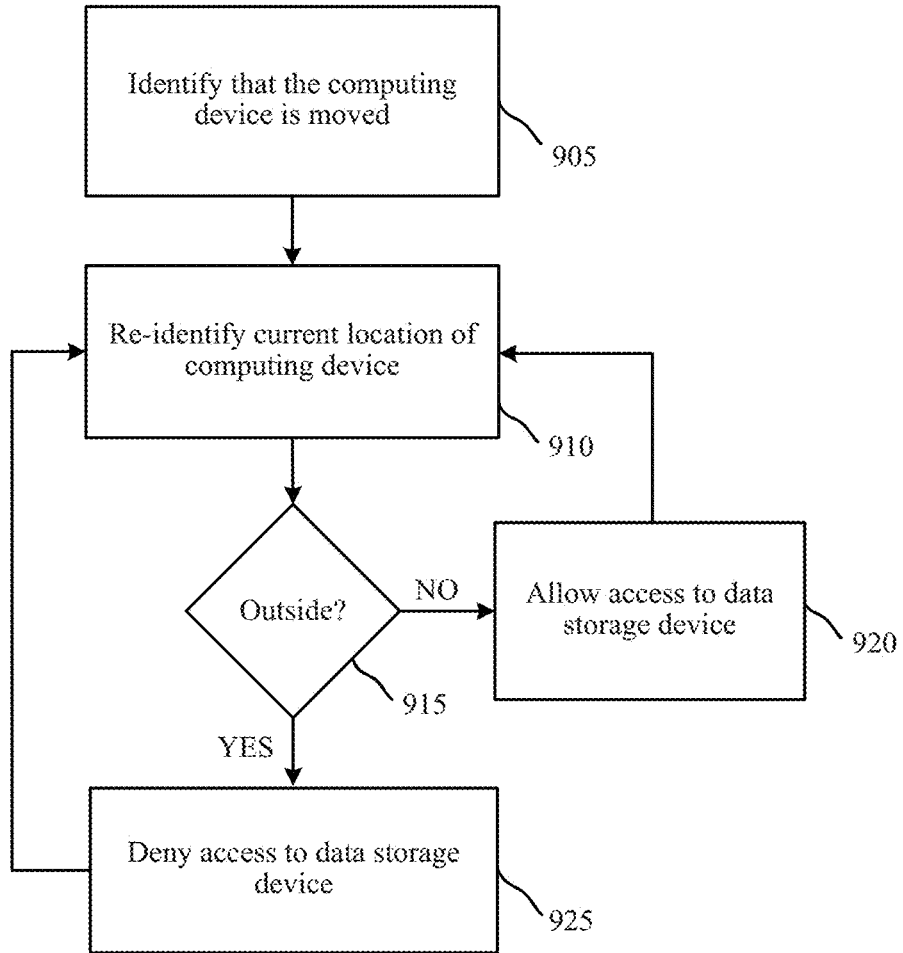 Identify that the computing
device is moved
905
Re-identify current location of
computing device
910
Outside?
NO
915
Allow access to data
storage device
920
YES
Deny access to data storage
device
925